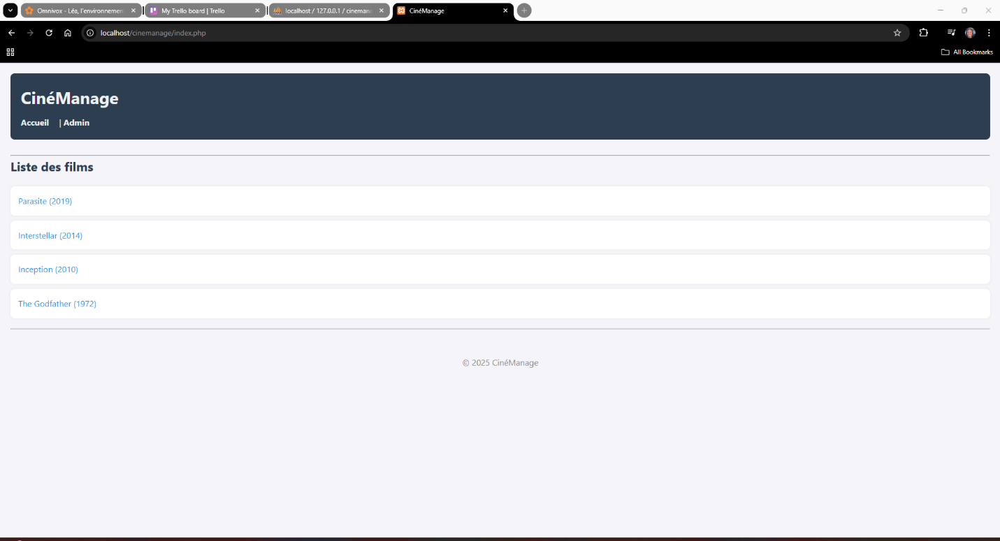 Omnivox - Léa, l'environnemen
My Trello board | Trello
localhost / 127.0.0.1 / cinemana
CinéManage
localhost/cinemanage/index.php
All Bookmarks
CinéManage
Accueil | Admin
Liste des films
Parasite (2019)
Interstellar (2014)
Inception (2010)
The Godfather (1972)
© 2025 CinéManage